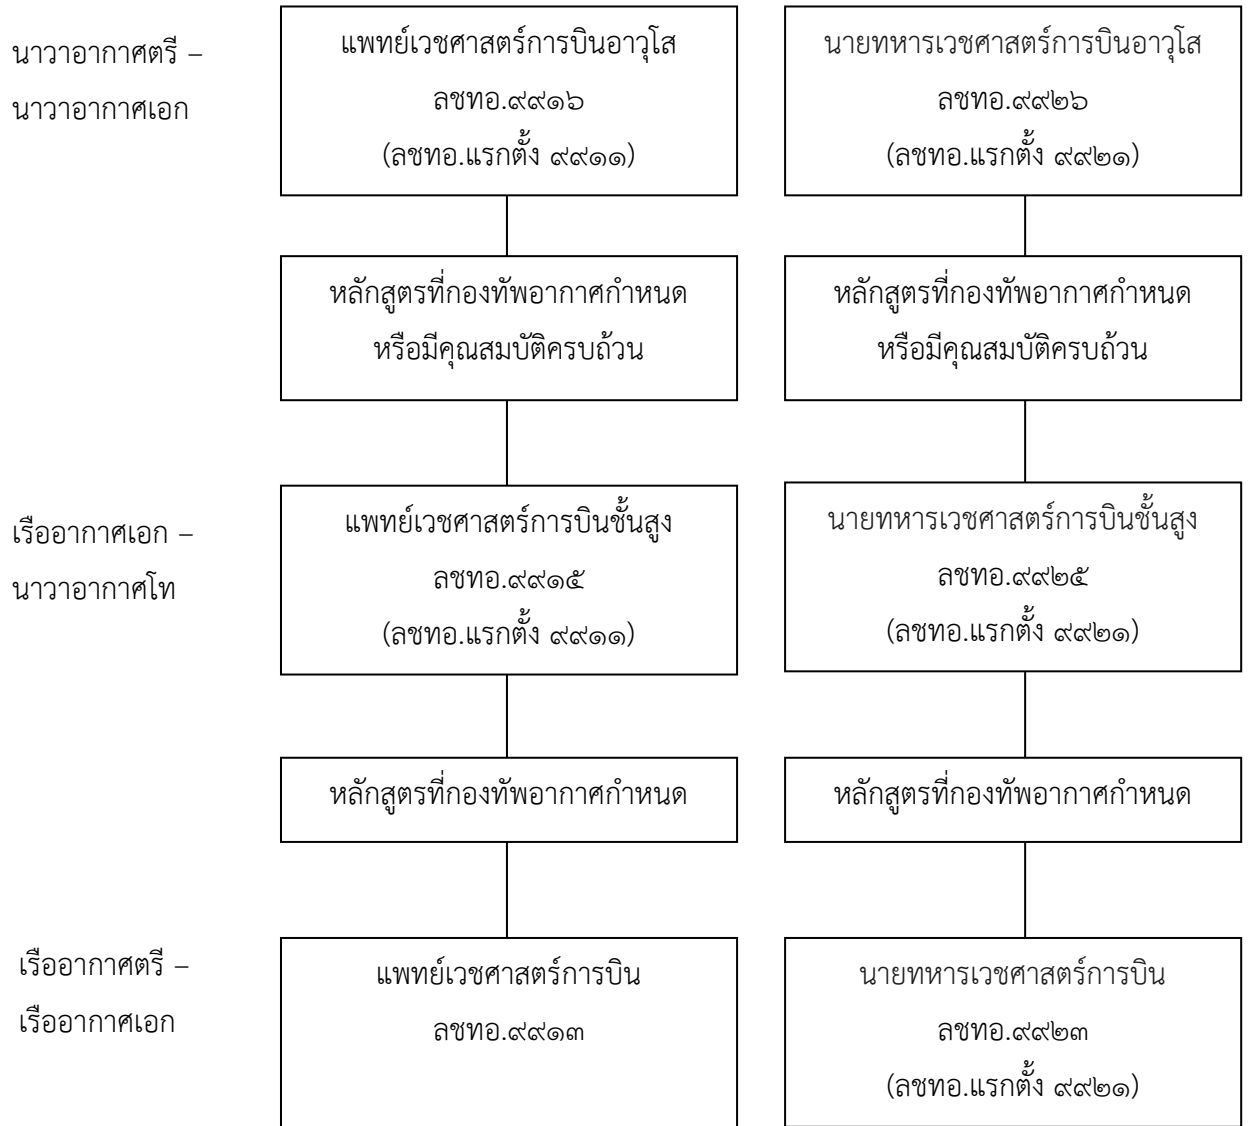 นาวาอากาศตรี –
นาวาอากาศเอก
แพทย์เวชศาสตร์การบินอาวุโส
ลชทอ.๙๙๑๖
(ลชทอ.แรกตั้ง ๙๙๑๑)
นายทหารเวชศาสตร์การบินอาวุโส
ลชทอ.๙๙๒๖
(ลชทอ.แรกตั้ง ๙๙๒๑)
หลักสูตรที่กองทัพอากาศกำหนด
หรือมีคุณสมบัติครบถ้วน
หลักสูตรที่กองทัพอากาศกำหนด
หรือมีคุณสมบัติครบถ้วน
เรืออากาศเอก –
นาวาอากาศโท
แพทย์เวชศาสตร์การบินชั้นสูง
ลชทอ.๙๙๑๕
(ลชทอ.แรกตั้ง ๙๙๑๑)
นายทหารเวชศาสตร์การบินชั้นสูง
ลชทอ.๙๙๒๕
(ลชทอ.แรกตั้ง ๙๙๒๑)
หลักสูตรที่กองทัพอากาศกำหนด
หลักสูตรที่กองทัพอากาศกำหนด
เรืออากาศตรี –
เรืออากาศเอก
แพทย์เวชศาสตร์การบิน
ลชทอ.๙๙๑๓
นายทหารเวชศาสตร์การบิน
ลชทอ.๙๙๒๓
(ลชทอ.แรกตั้ง ๙๙๒๑)